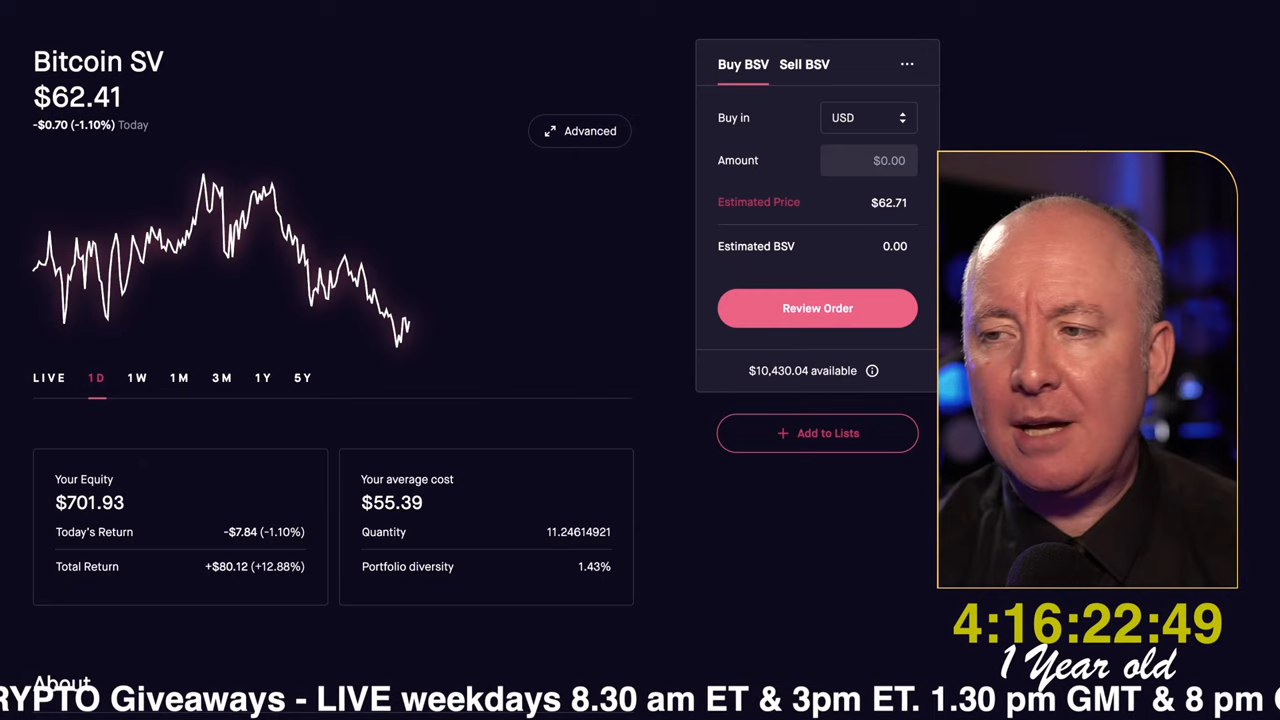 Bitcoin SV
$62.41
-$0.70 (-1.10%) Today
Advanced
LIVE 1D 1W 1M 3M 1Y 5Y
Your Equity
$701.93
Today's Return -$7.84 (-1.10%)
Total Return +$80.12 (+12.88%)
Your average cost
$55.39
Quantity 11.24614921
Portfolio diversity 1.43%
Buy BSV Sell BSV ...
Buy in USD
Amount $0.00
Estimated Price $62.71
Estimated BSV 0.00
Review Order
$10,430.04 available
+ Add to Lists
4:16:22:49
1 Year old
About
RYPTO Giveaways - LIVE weekdays 8.30 am ET & 3pm ET. 1.30 pm GMT & 8 pm